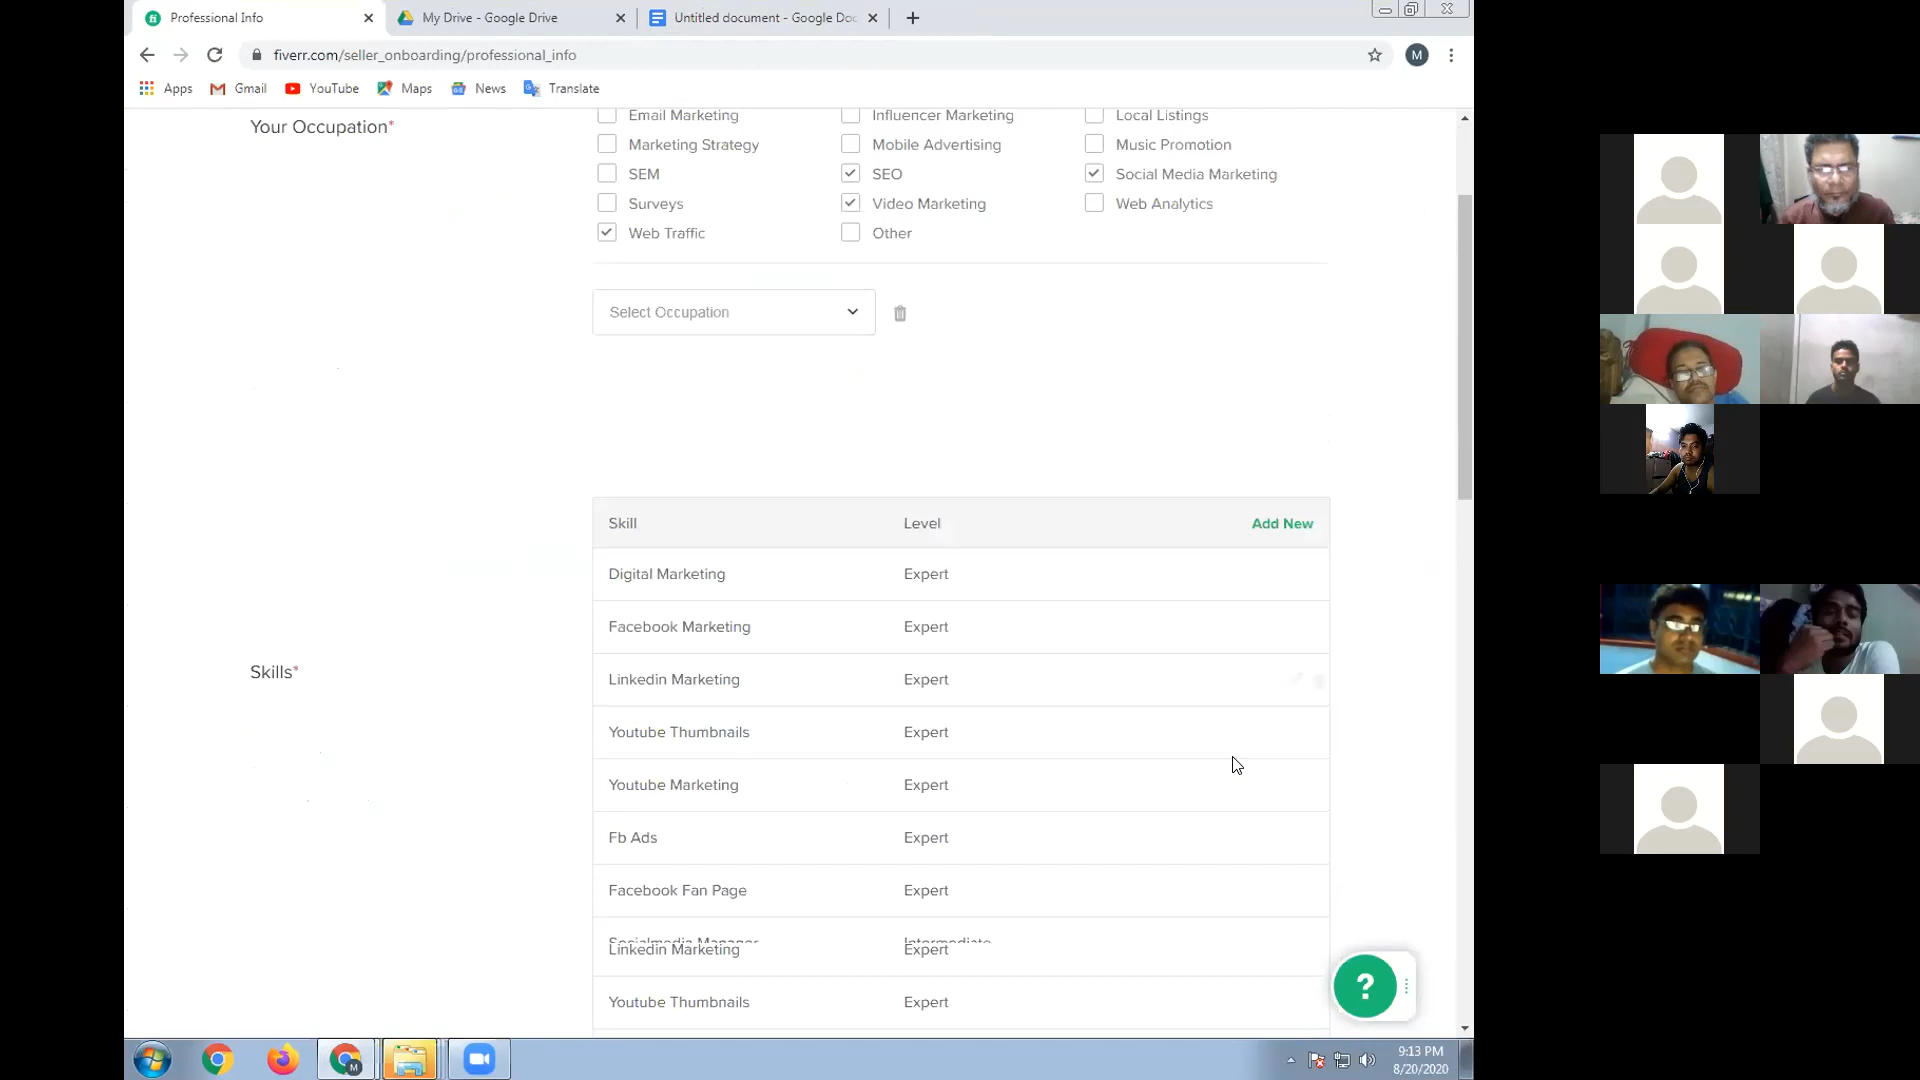 Professional Info
My Drive - Google Drive
Untitled document - Google Doc
fiverr.com/seller_onboarding/professional_info
M
Apps
Gmail
YouTube
Maps
News
Translate
Your Occupation*
Email Marketing
Influencer Marketing
Local Listings
Marketing Strategy
Mobile Advertising
Music Promotion
SEM
SEO
Social Media Marketing
Surveys
Video Marketing
Web Analytics
Web Traffic
Other
Select Occupation
Skills*
Skill Level Add New
Digital Marketing Expert
Facebook Marketing Expert
Linkedin Marketing Expert
Youtube Thumbnails Expert
Youtube Marketing Expert
Fb Ads Expert
Facebook Fan Page Expert
Socialmedia Manager Intermediate
Linkedin Marketing Expert
Youtube Thumbnails Expert
?
9:13 PM
8/20/2020